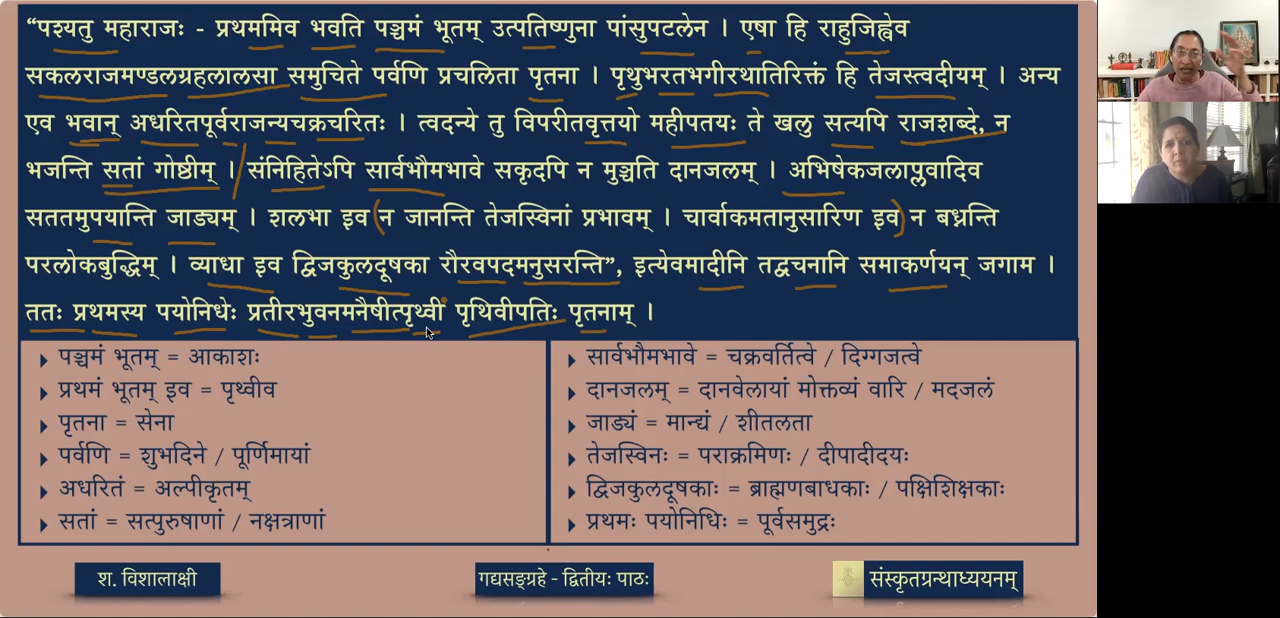 “पश्यतु महाराजः - प्रथममिव भवति पञ्चमं भूतम् उत्पतिष्णुना पांसुपटलेन । एषा हि राहुजिह्वेव
सकलराजमण्डलग्रहलालसा समुचिते पर्वणि प्रचलिता पृतना । पृथुभरतभगीरथातिरिक्तं हि तेजस्त्वदीयम् । अन्य
एव भवान् अधरितपूर्वराजन्यचक्रचरितः । त्वदन्ये तु विपरीतवृत्तयो महीपतयः ते खलु सत्यपि राजशब्दे, न
भजन्ति सतां गोष्ठीम् । संनिहितेऽपि सार्वभौमभावे सकृदपि न मुञ्चति दानजलम् । अभिषेकजलाप्लवादिव
सततमुपयान्ति जाड्यम् । शलभा इव न जानन्ति तेजस्विनां प्रभावम् । चार्वाकमतानुसारिण इव न बध्नन्ति
परलोकबुद्धिम् । व्याधा इव द्विजकुलदूषका रौरवपदमनुसरन्ति”, इत्येवमादीनि तद्वचनानि समाकर्णयन् जगाम ।
ततः प्रथमस्य पयोनिधेः प्रतीरभुवनमनैषीत्पृथ्वीं पृथिवीपतिः पृतनाम् ।
पञ्चमं भूतम् = आकाशः
प्रथमं भूतम् इव = पृथ्वीव
पृतना = सेना
पर्वणि = शुभदिने / पूर्णिमायां
अधरितं = अल्पीकृतम्
सतां = सत्पुरुषाणां / नक्षत्राणां
सार्वभौमभावे = चक्रवर्तित्वे / दिग्गजत्वे
दानजलम् = दानवेलायां मोक्तव्यं वारि / मदजलं
जाड्यं = मान्द्यं / शीतलता
तेजस्विनः = पराक्रमिणः / दीपादीदयः
द्विजकुलदूषकाः = ब्राह्मणबाधकाः / पक्षिशिक्षकाः
प्रथमः पयोनिधिः = पूर्वसमुद्रः
श. विशालाक्षी
गद्यसङ्ग्रहे - द्वितीयः पाठः
संस्कृतग्रन्थाध्ययनम्